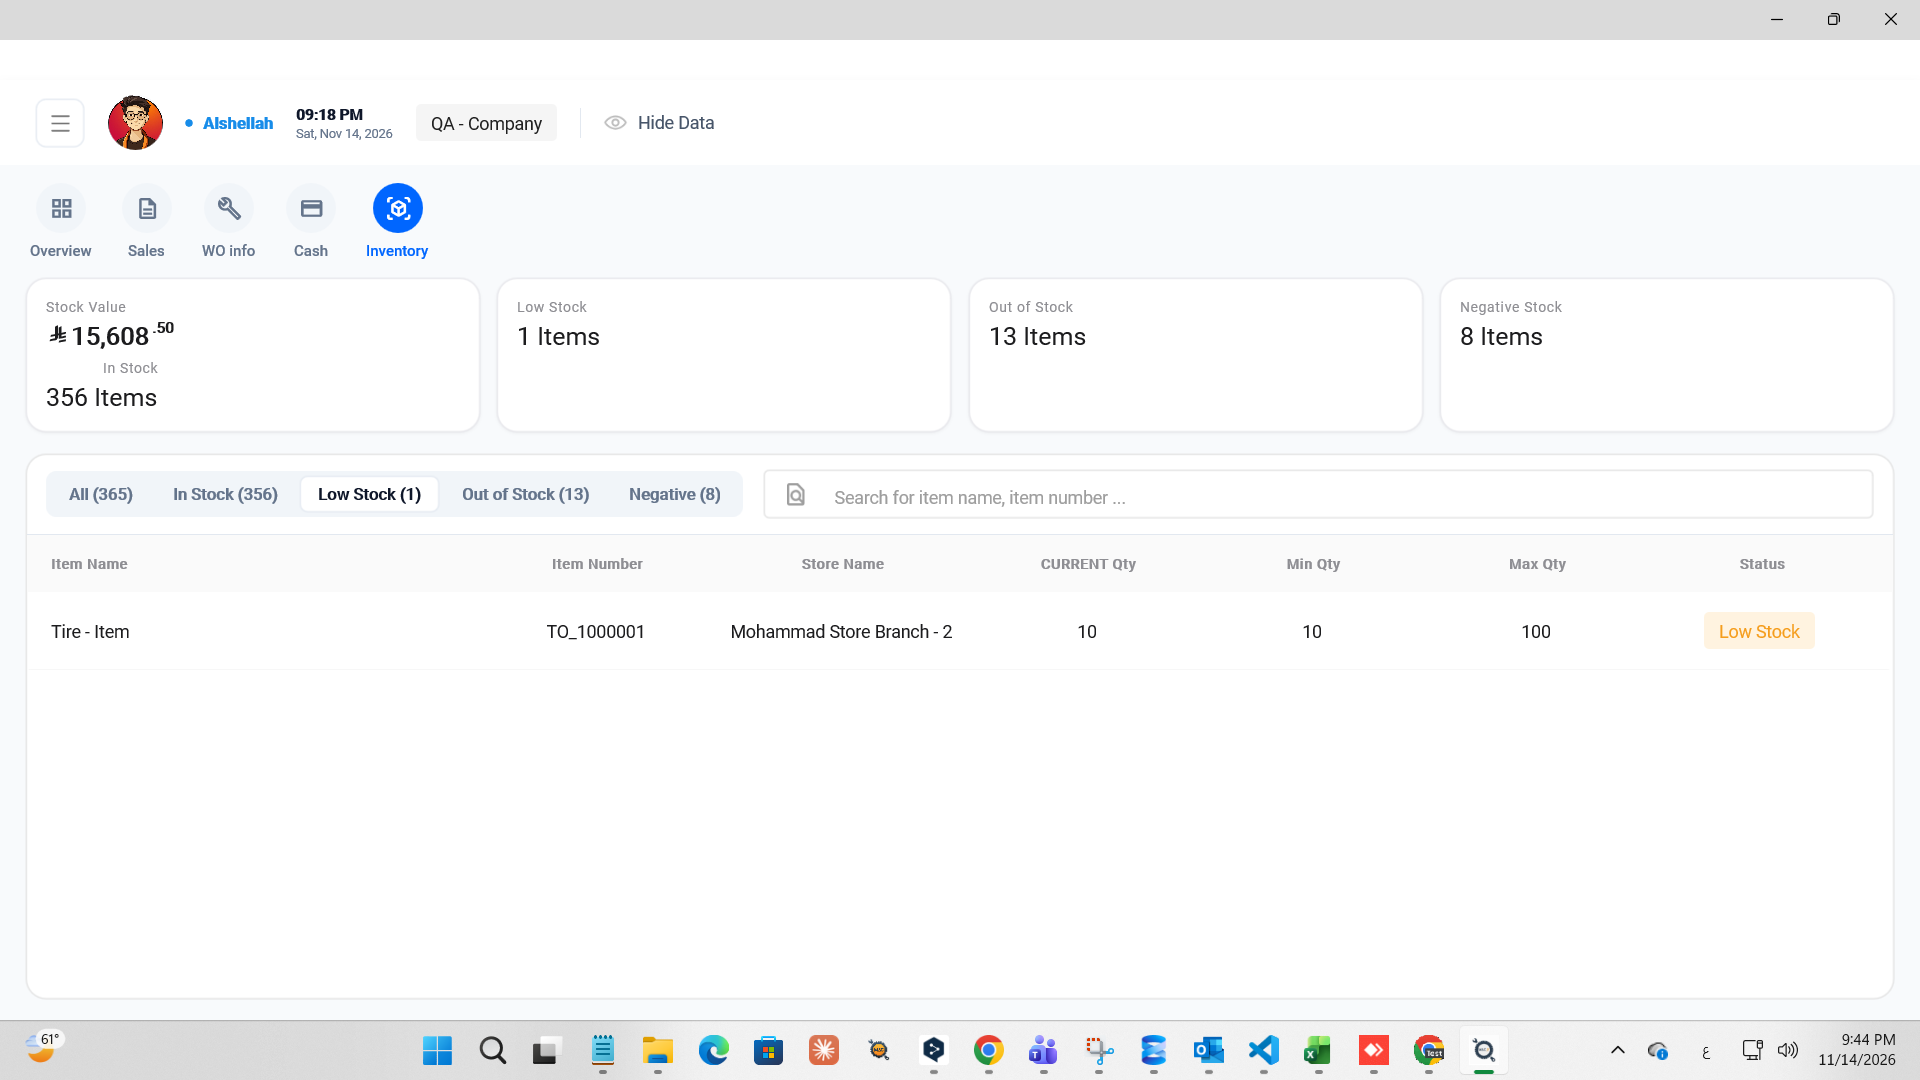 Alshellah
09:18 PM
Sat, Nov 14, 2026
QA - Company
Hide Data
Overview
Sales
WO info
Cash
Inventory
Stock Value
15,608.50
In Stock
356 Items
Low Stock
1 Items
Out of Stock
13 Items
Negative Stock
8 Items
All (365)
In Stock (356)
Low Stock (1)
Out of Stock (13)
Negative (8)
Search for item name, item number ...
Item Name
Item Number
Store Name
CURRENT Qty
Min Qty
Max Qty
Status
Tire - Item
TO_1000001
Mohammad Store Branch - 2
10
10
100
Low Stock
61°
Test
ع
9:44 PM
11/14/2026